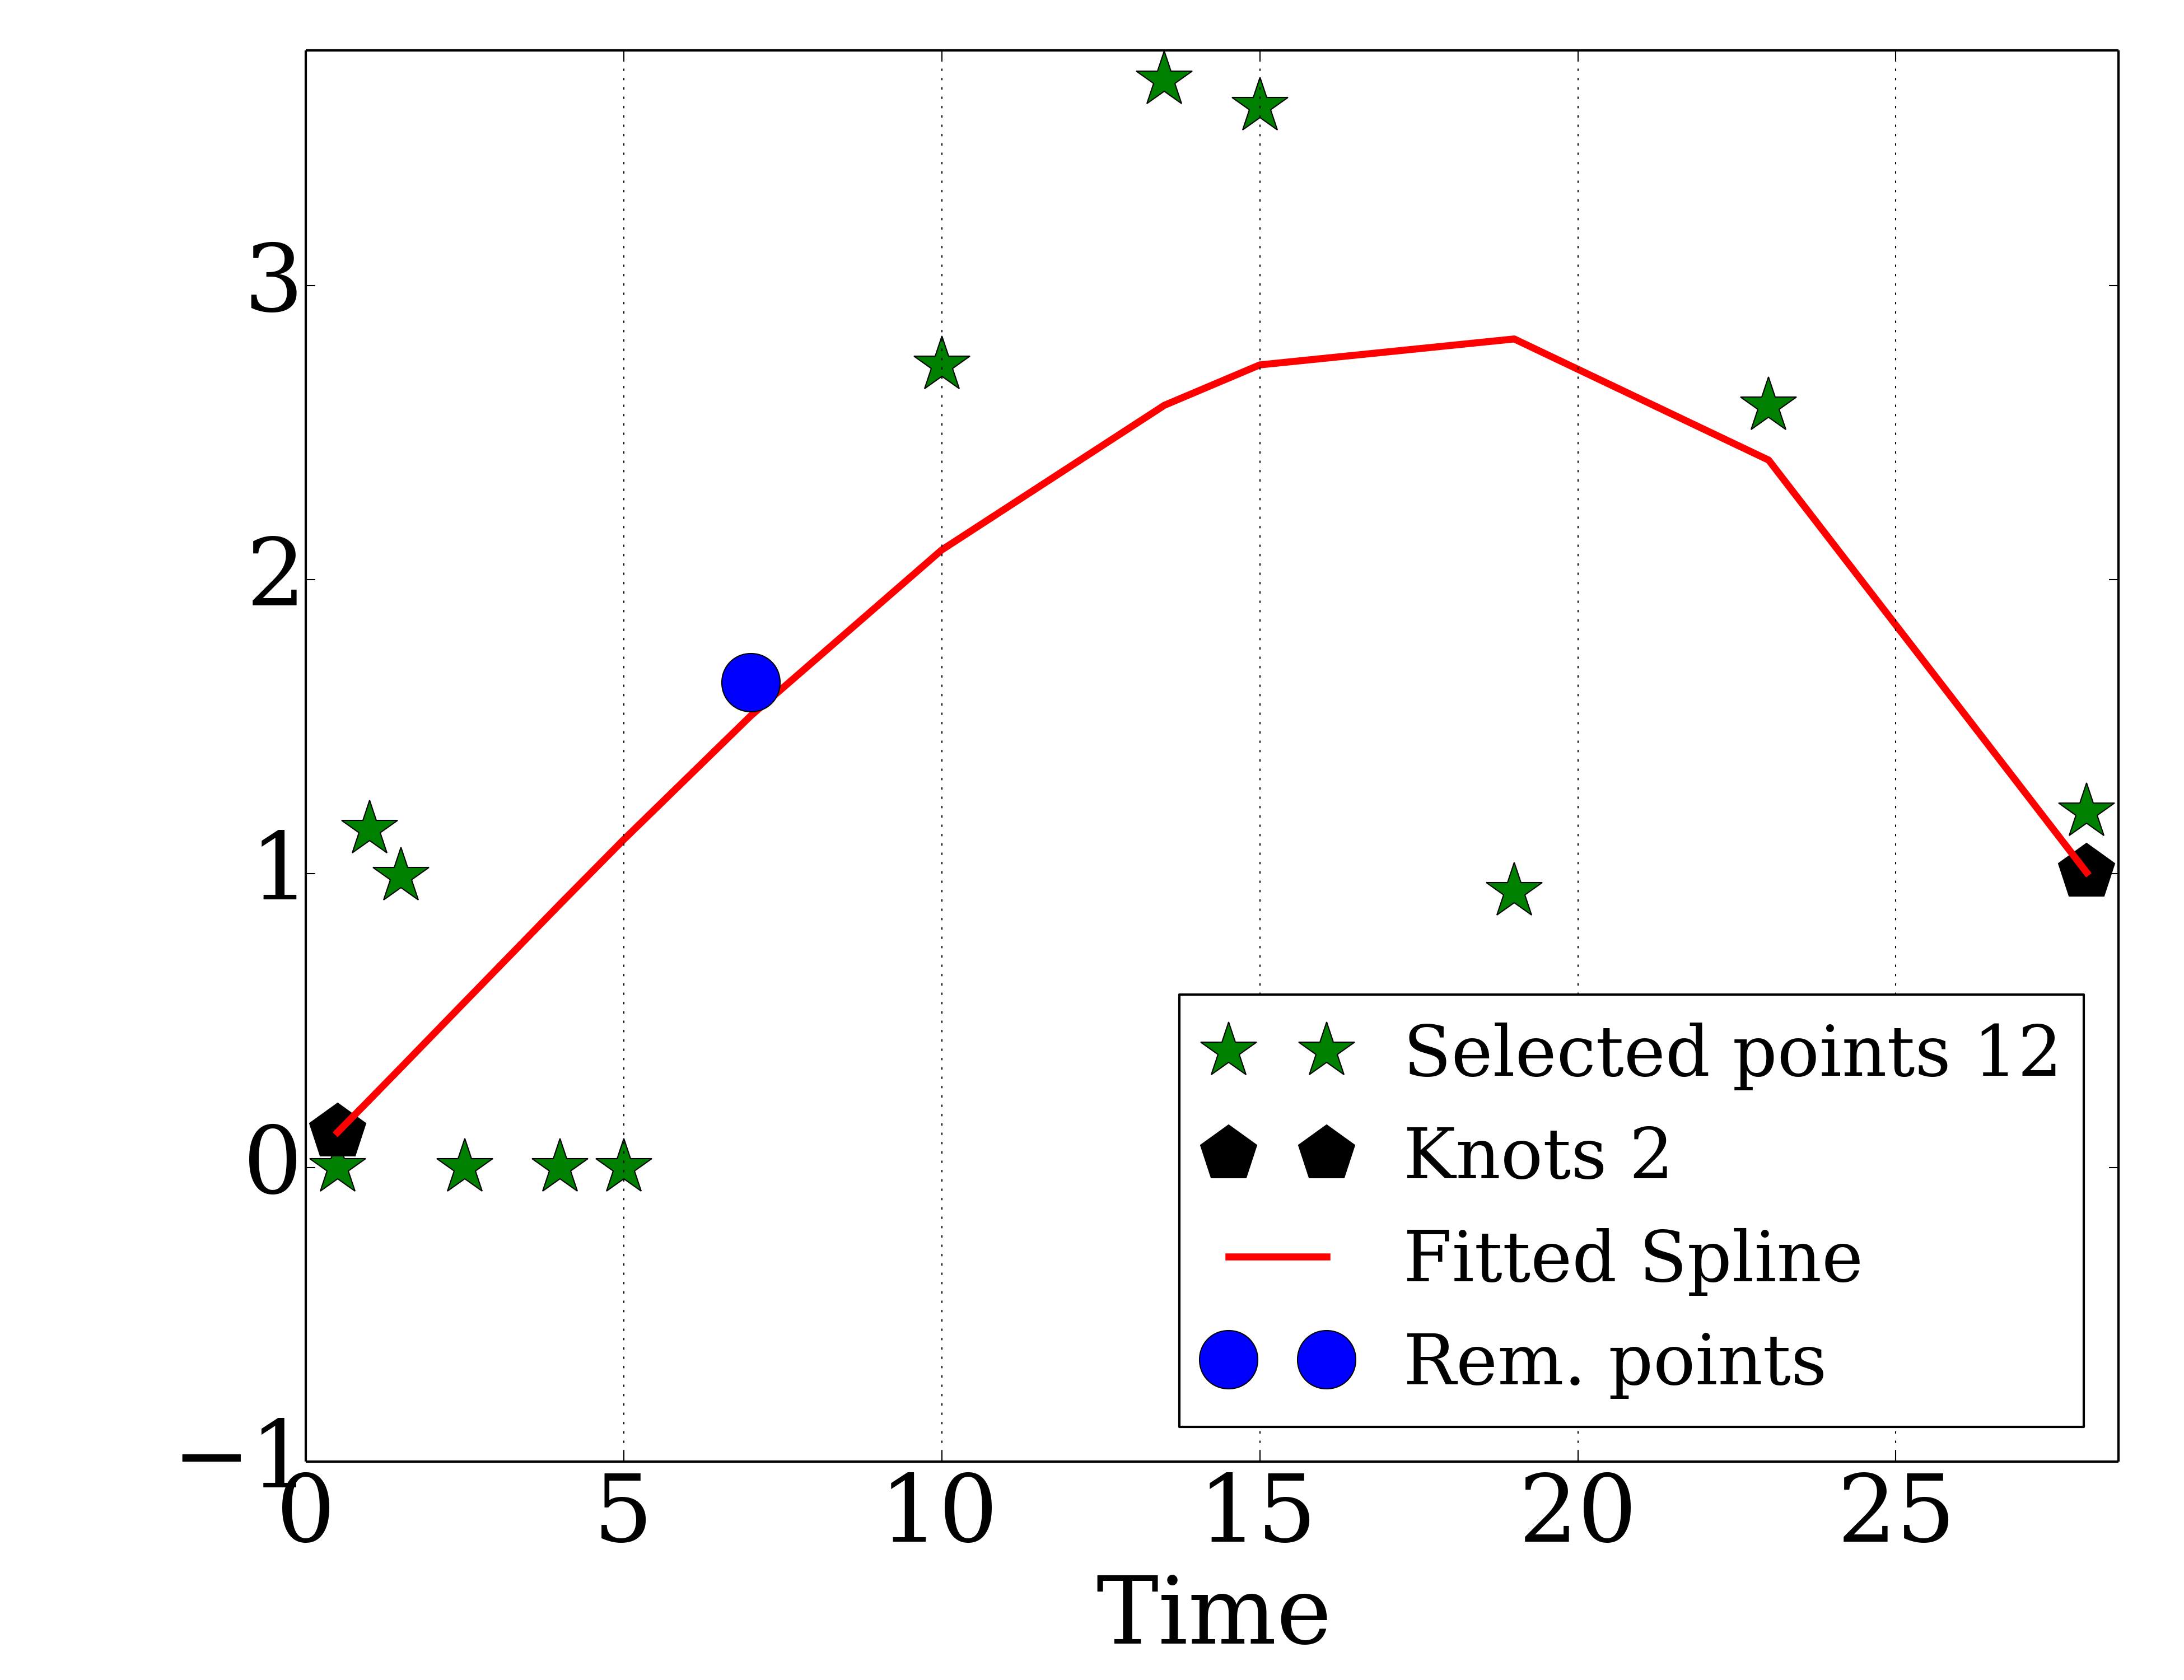 3
2
1
0
−1
0 5 10 15 20 25
Time
Selected points 12
Knots 2
Fitted Spline
Rem. points